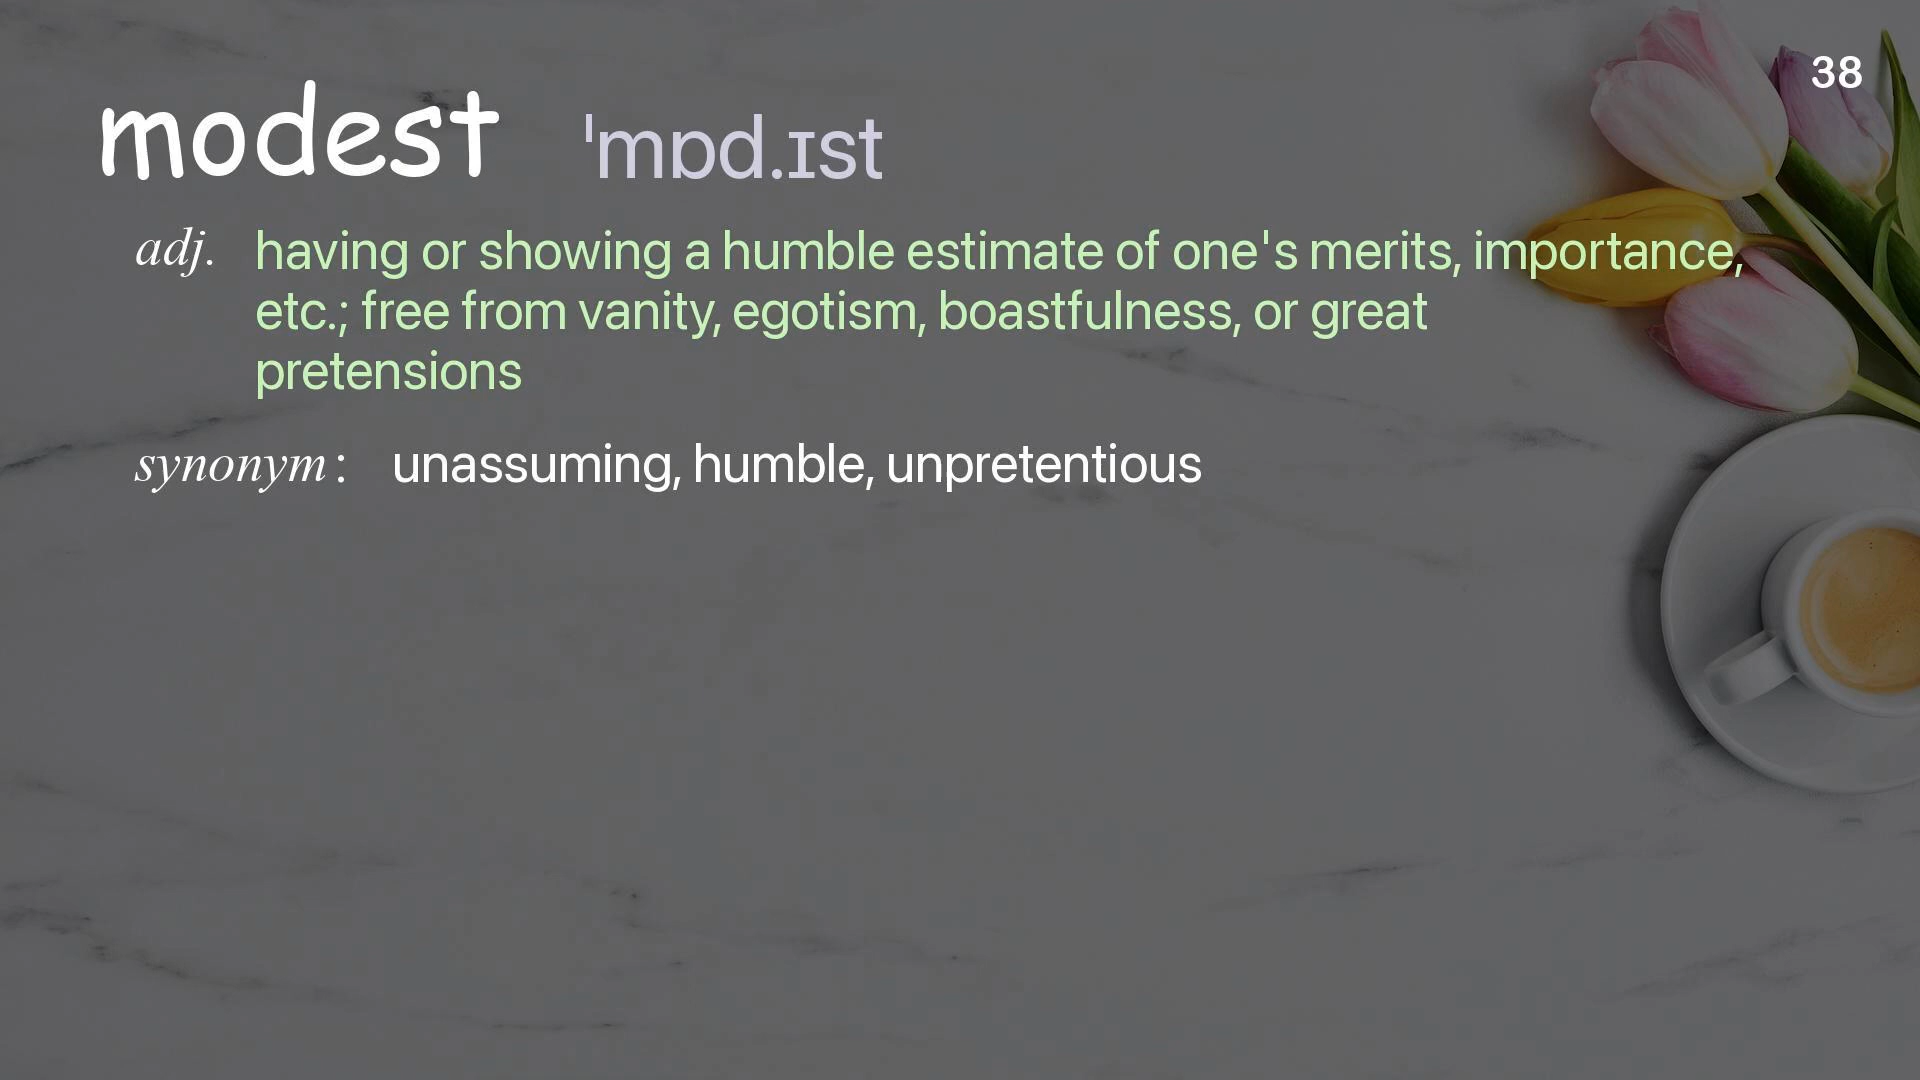 38
modest ˈmɒd.ɪst
adj. having or showing a humble estimate of one's merits, importance,
etc.; free from vanity, egotism, boastfulness, or great
pretensions
synonym: unassuming, humble, unpretentious